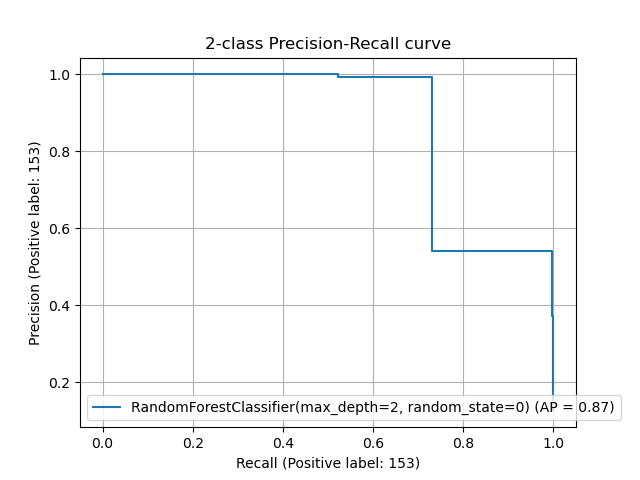 2-class Precision-Recall curve
1.0
0.8
0.6
0.4
0.2
Precision (Positive label: 153)
RandomForestClassifier(max_depth=2, random_state=0) (AP = 0.87)
0.0 0.2 0.4 0.6 0.8 1.0
Recall (Positive label: 153)